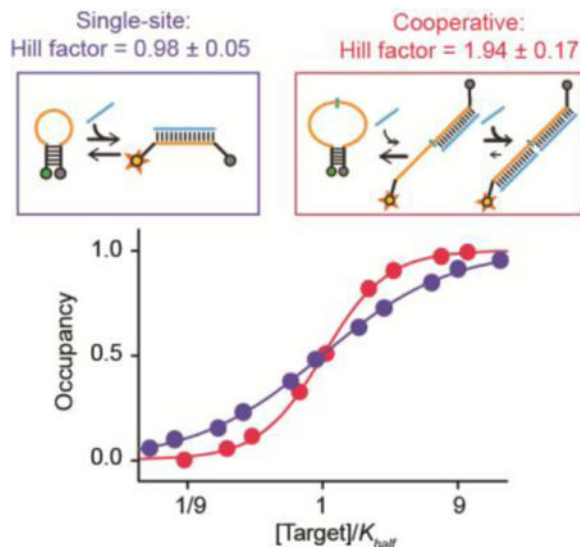 Single-site:
Hill factor = 0.98 ± 0.05
Cooperative:
Hill factor = 1.94 ± 0.17
1.0
0.5
0.0
Occupancy
1/9
1
9
[Target]/K_half